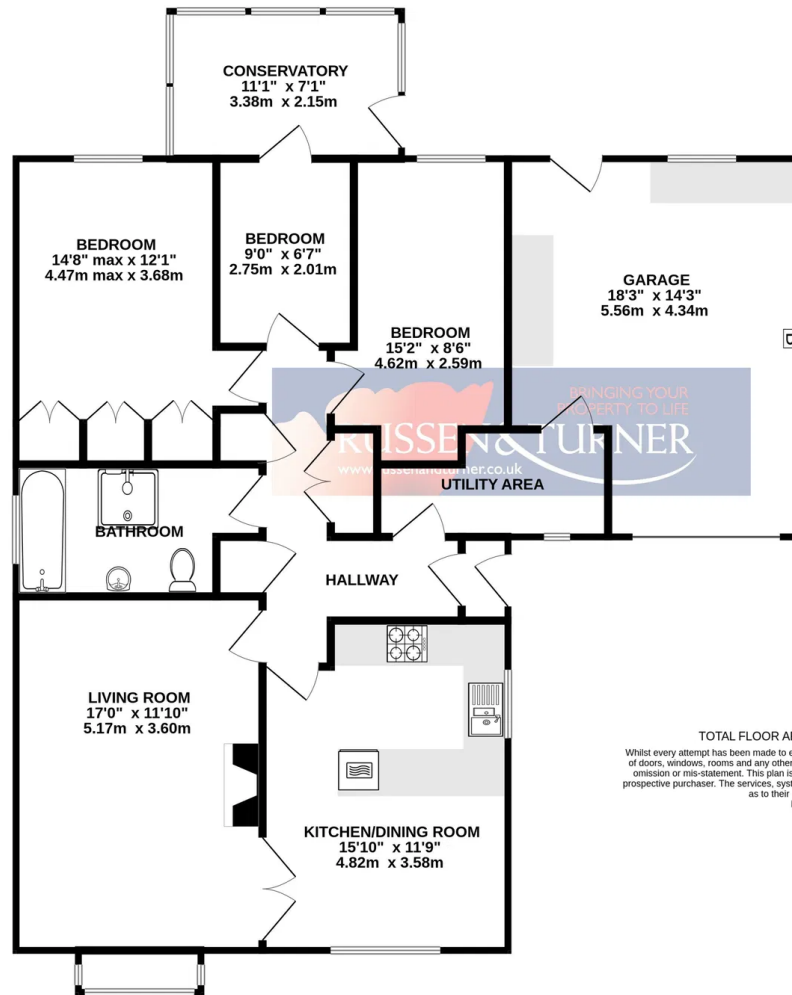 CONSERVATORY
11'1" x 7'1"
3.38m x 2.15m
BEDROOM
14'8" max x 12'1"
4.47m max x 3.68m
BEDROOM
9'0" x 6'7"
2.75m x 2.01m
BEDROOM
15'2" x 8'6"
4.62m x 2.59m
GARAGE
18'3" x 14'3"
5.56m x 4.34m
BRINGING YOUR
PROPERTY TO LIFE
RUSSEN & TURNER
www.russenandturner.co.uk
UTILITY AREA
BATHROOM
HALLWAY
LIVING ROOM
17'0" x 11'10"
5.17m x 3.60m
KITCHEN/DINING ROOM
15'10" x 11'9"
4.82m x 3.58m
TOTAL FLOOR
Whilst every attempt has been made to
of doors, windows, rooms and any other
omission or mis-statement. This plan is
prospective purchaser. The services,
as to their